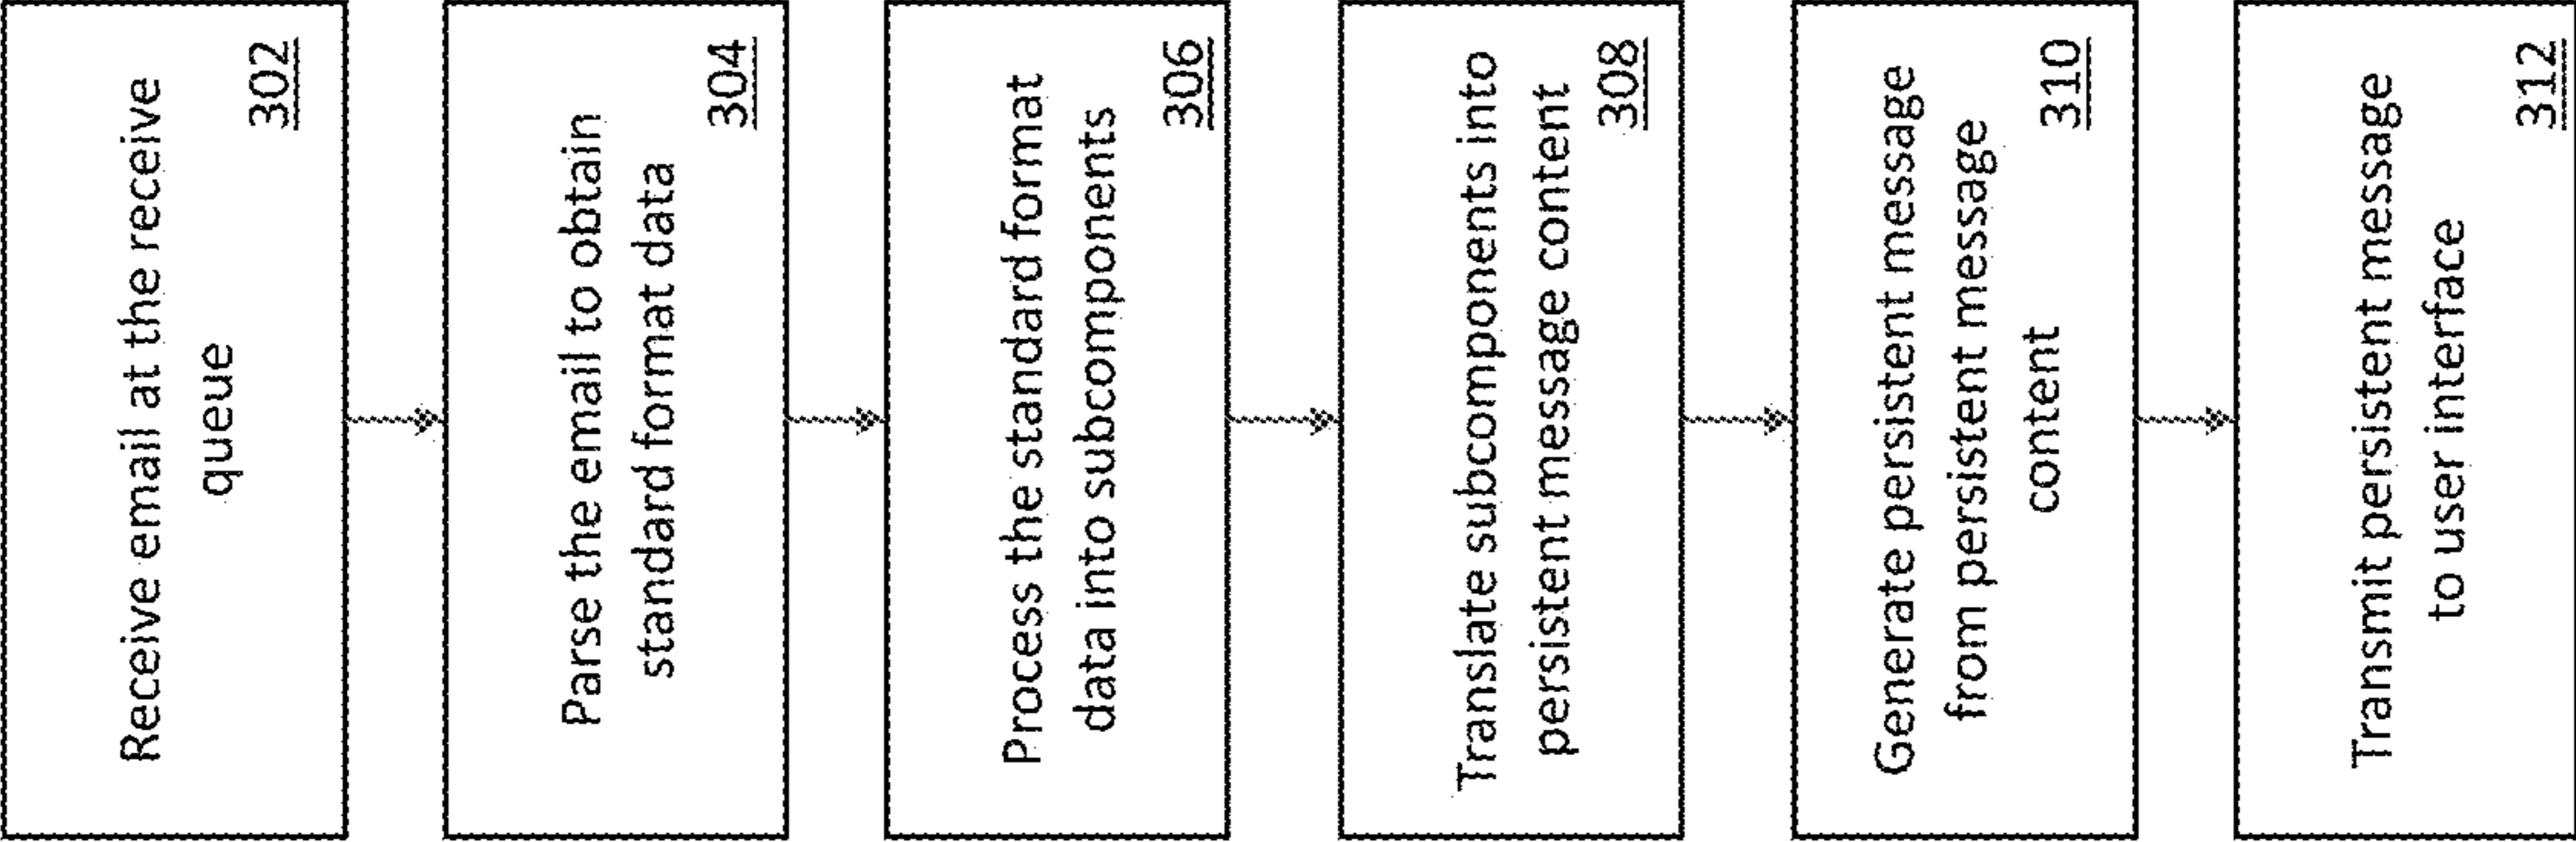 Receive email at the receive
queue
302
Parse the email to obtain
standard format data
304
Process the standard format
data into subcomponents
306
Translate subcomponents into
persistent message content
308
Generate persistent message
from persistent message
content
310
Transmit persistent message
to user interface
312